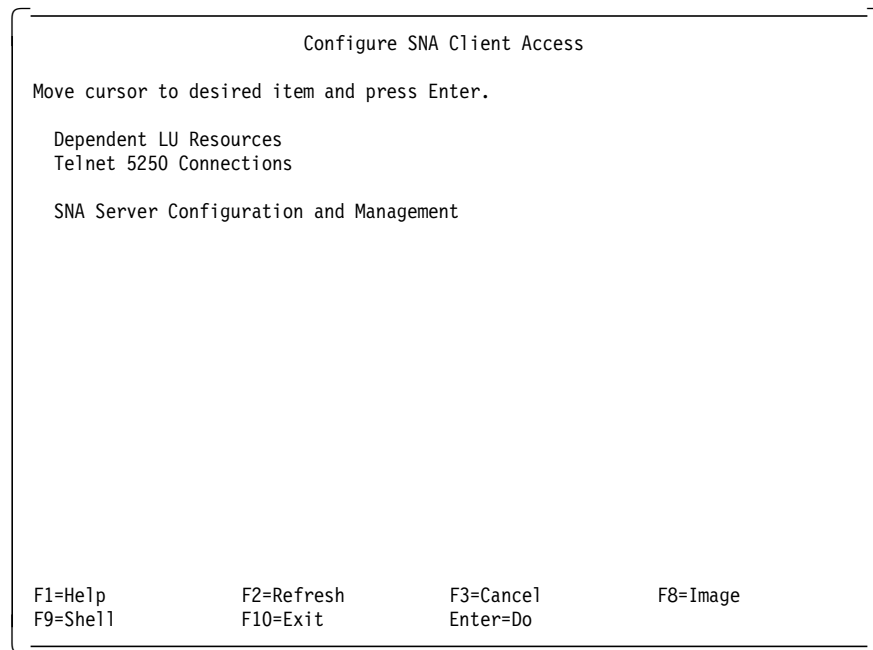 Configure SNA Client Access
Move cursor to desired item and press Enter.
Dependent LU Resources
Telnet 5250 Connections
SNA Server Configuration and Management
F1=Help F2=Refresh F3=Cancel F8=Image
F9=Shell F10=Exit Enter=Do